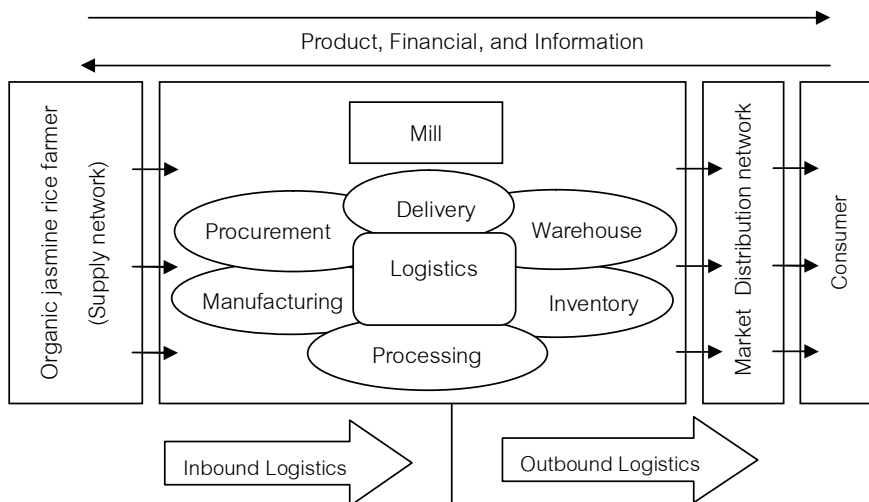 Product, Financial, and Information
Organic jasmine rice farmer
(Supply network)
Mill
Delivery
Procurement
Warehouse
Logistics
Manufacturing
Inventory
Processing
Market Distribution network
Consumer
Inbound Logistics
Outbound Logistics